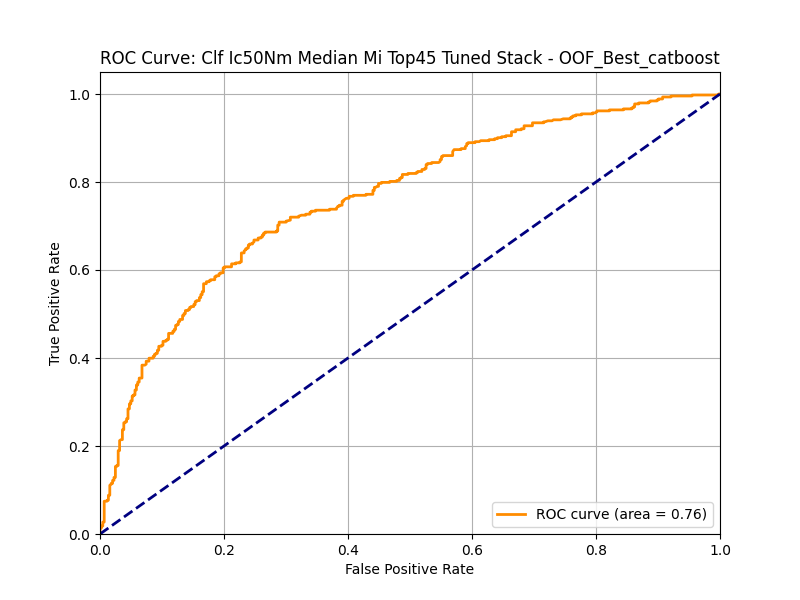 ROC Curve: Clf Ic50Nm Median Mi Top45 Tuned Stack - OOF_Best_catboost
True Positive Rate
1.0
0.8
0.6
0.4
0.2
0.0
ROC curve (area = 0.76)
0.0 0.2 0.4 0.6 0.8 1.0
False Positive Rate